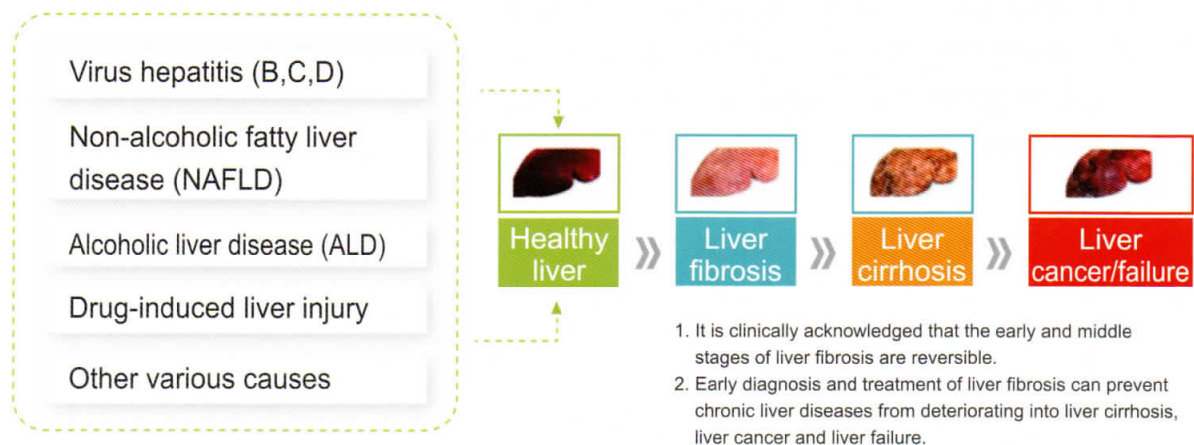 Virus hepatitis (B,C,D)
Non-alcoholic fatty liver
disease (NAFLD)
Alcoholic liver disease (ALD)
Drug-induced liver injury
Other various causes
Healthy
liver
Liver
fibrosis
Liver
cirrhosis
Liver
cancer/failure
1. It is clinically acknowledged that the early and middle
stages of liver fibrosis are reversible.
2. Early diagnosis and treatment of liver fibrosis can prevent
chronic liver diseases from deteriorating into liver cirrhosis,
liver cancer and liver failure.